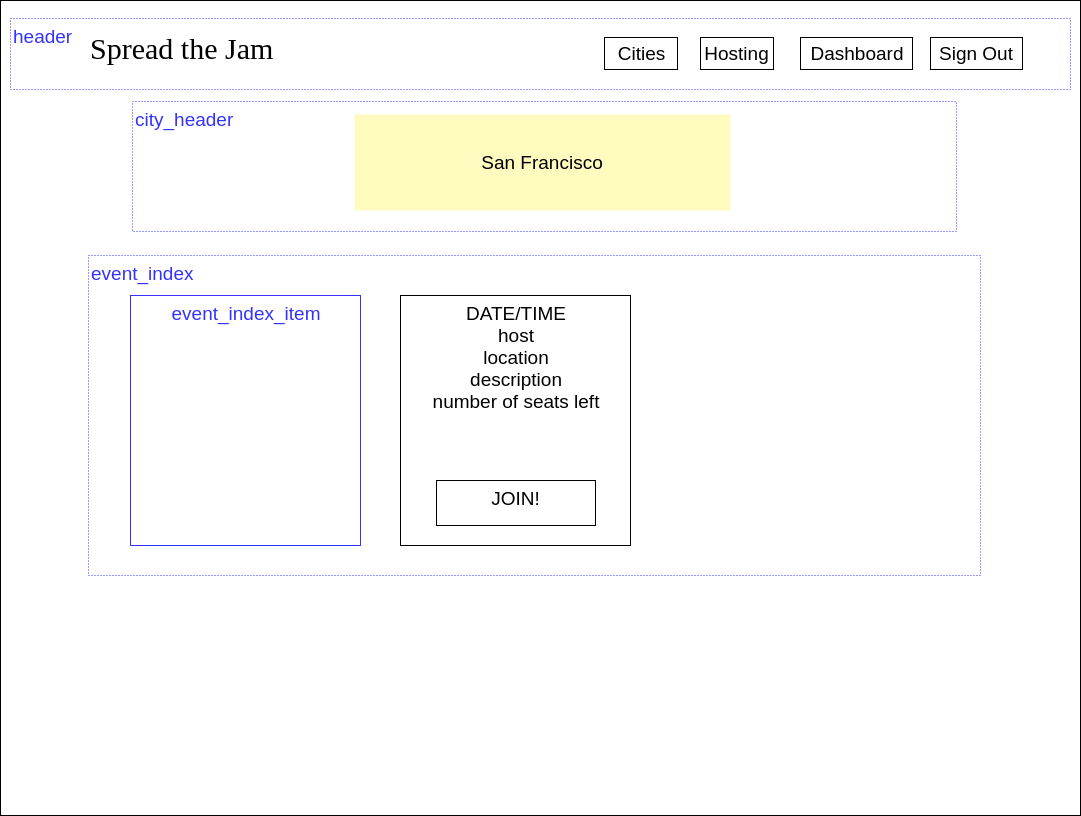 header
Spread the Jam
Cities
Hosting
Dashboard
Sign Out
city_header
San Francisco
event_index
event_index_item
DATE/TIME
host
location
description
number of seats left
JOIN!